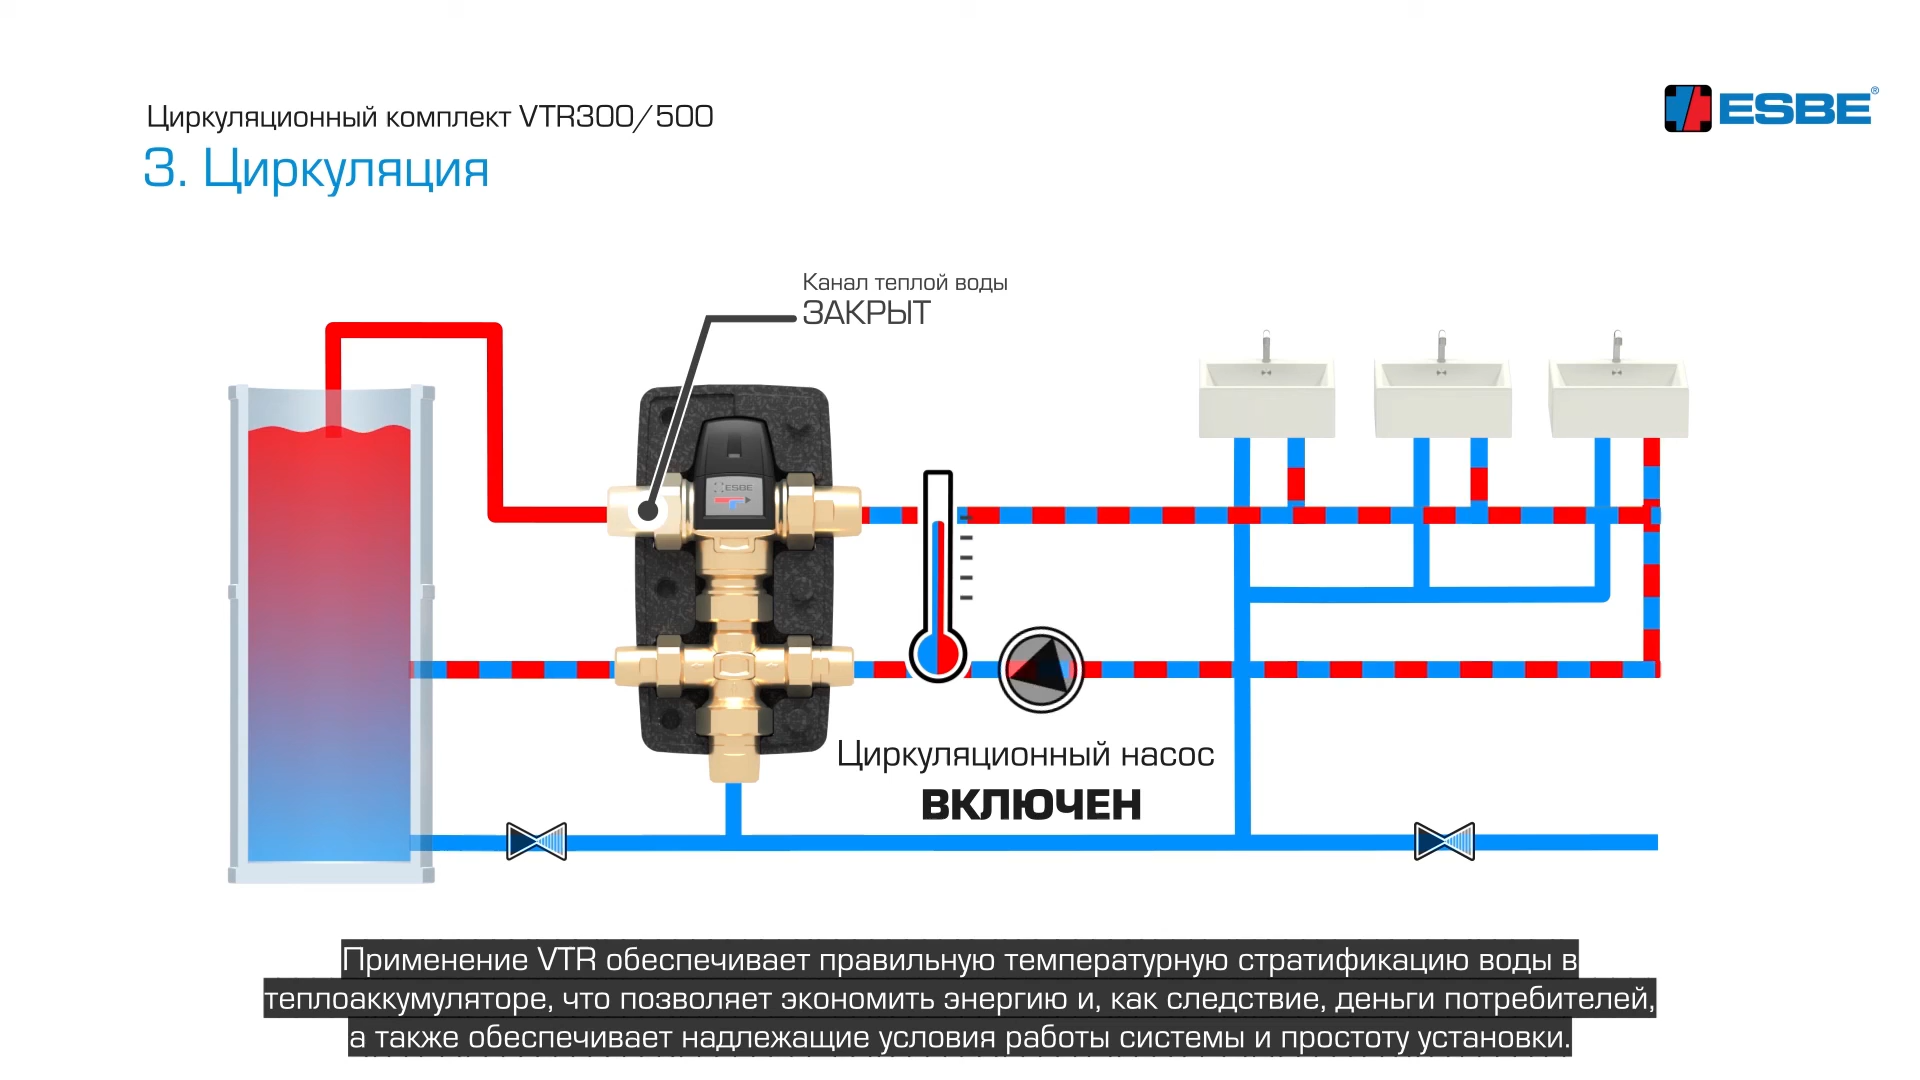 Циркуляционный комплект VTR300/500
ESBE®
3. Циркуляция
Канал теплой воды
ЗАКРЫТ
ESBE
Циркуляционный насос
ВКЛЮЧЕН
Применение VTR обеспечивает правильную температурную стратификацию воды в
теплоаккумуляторе, что позволяет экономить энергию и, как следствие, деньги потребителей,
а также обеспечивает надлежащие условия работы системы и простоту установки.